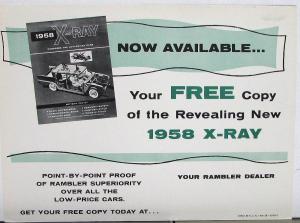 1958 X-RAY
NOW AVAILABLE...
Your FREE Copy
of the Revealing New
1958 X-RAY
POINT-BY-POINT PROOF
OF RAMBLER SUPERIORITY
OVER ALL THE
LOW-PRICE CARS.
YOUR RAMBLER DEALER
GET YOUR FREE COPY TODAY AT...